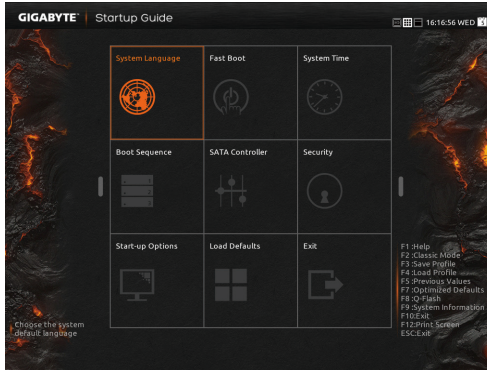 GIGABYTE™ Startup Guide
16:16:56 WED
System Language
Fast Boot
System Time
Boot Sequence
SATA Controller
Security
Start-up Options
Load Defaults
Exit
Choose the system
default language
F1 :Help
F2 :Classic Mode
F3 :Save Profile
F4 :Load Profile
F5 :Previous Values
F7 :Optimized Defaults
F8 :Q-Flash
F9 :System Information
F10:Exit
F12:Print Screen
ESC:Exit